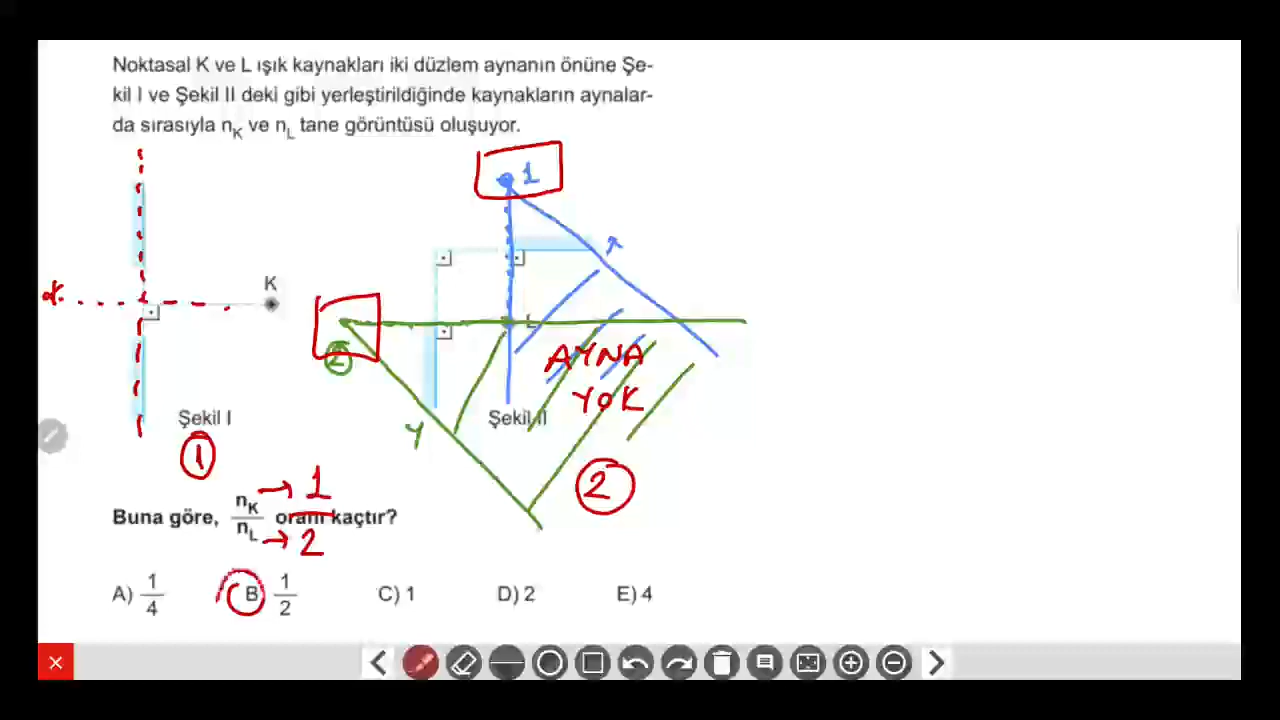 Noktasal K ve L ışık kaynakları iki düzlem aynanın önüne Şe-
kil I ve Şekil II deki gibi yerleştirildiğinde kaynakların aynalar-
da sırasıyla nK ve nL tane görüntüsü oluşuyor.
1
K
L
2
AYNA
YOK
Y
Şekil I
Şekil II
1
2
Buna göre, nK/nL oranı kaçtır?
→ 1
→ 2
A) 1/4 B) 1/2 C) 1 D) 2 E) 4